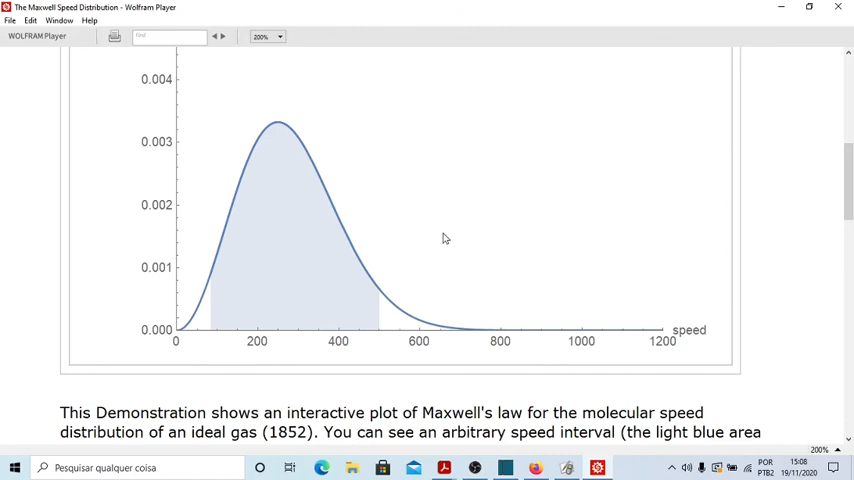 The Maxwell Speed Distribution - Wolfram Player
File Edit Window Help
WOLFRAM Player
find
200%
0.004
0.003
0.002
0.001
0.000
0 200 400 600 800 1000 1200
speed
This Demonstration shows an interactive plot of Maxwell's law for the molecular speed
distribution of an ideal gas (1852). You can see an arbitrary speed interval (the light blue area
200%
Pesquisar qualquer coisa
POR
PTB2
15:08
19/11/2020